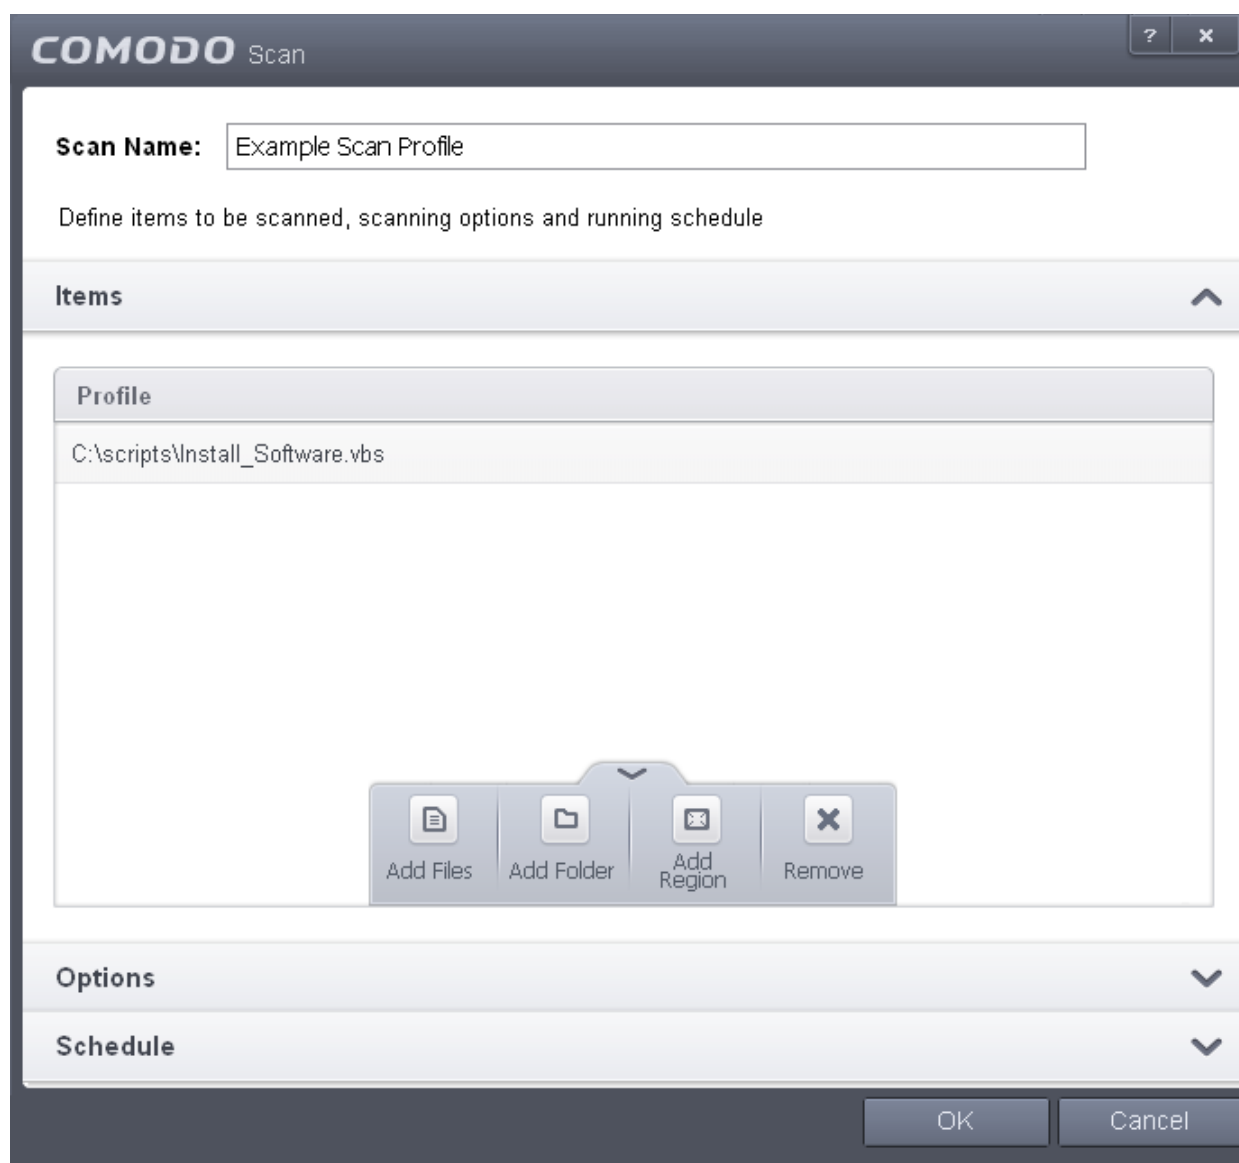 COMODO Scan
?
Scan Name: Example Scan Profile
Define items to be scanned, scanning options and running schedule
Items
Profile
C:\scripts\Install_Software.vbs
Add Files
Add Folder
Add
Region
Remove
Options
Schedule
OK
Cancel